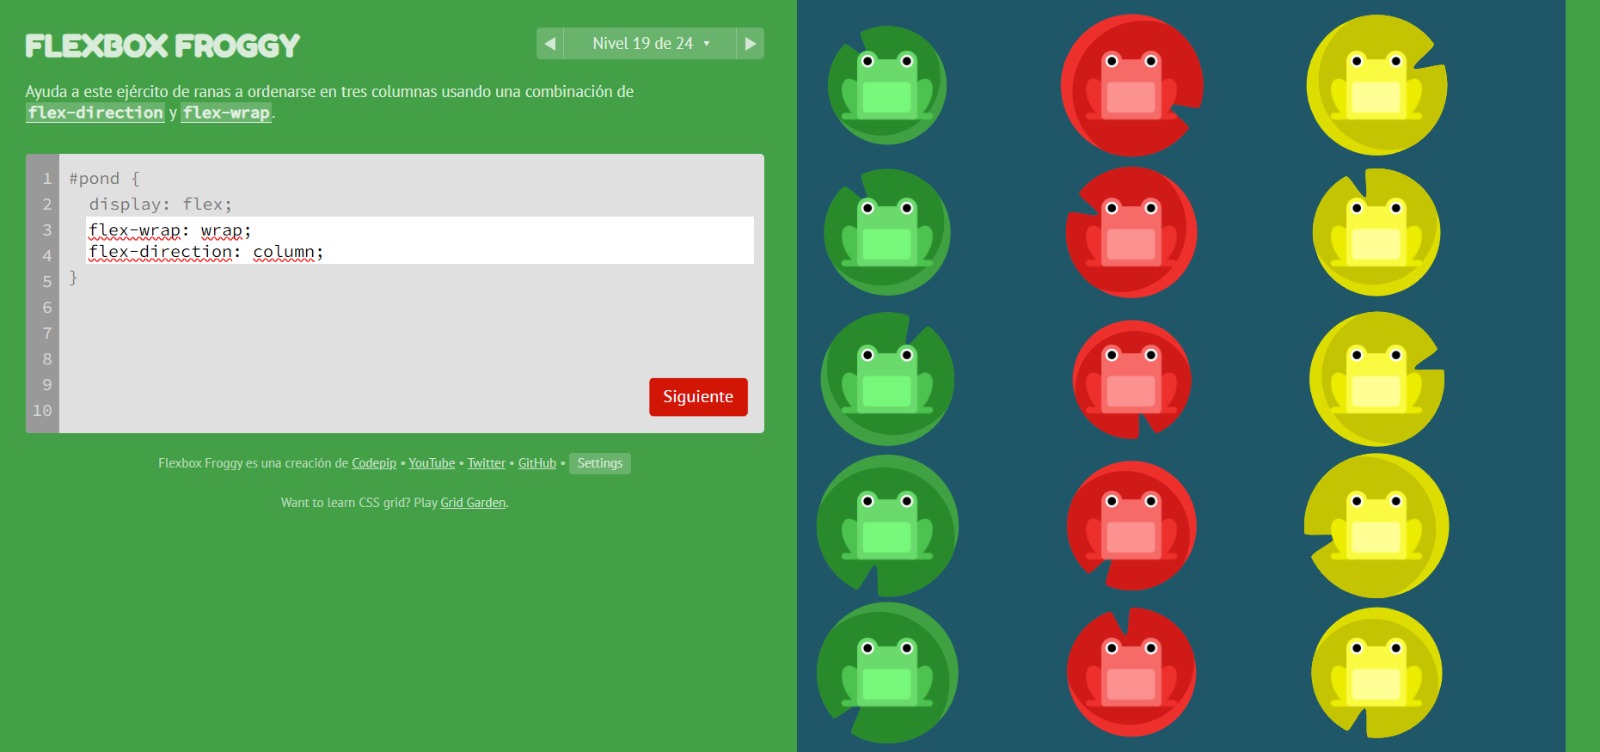 FLEXBOX FROGGY
Nivel 19 de 24
Ayuda a este ejército de ranas a ordenarse en tres columnas usando una combinación de
flex-direction y flex-wrap.
1 #pond {
2 display: flex;
3 flex-wrap: wrap;
4 flex-direction: column;
5 }
6
7
8
9
10
Siguiente
Flexbox Froggy es una creación de Codepip • YouTube • Twitter • GitHub • Settings
Want to learn CSS grid? Play Grid Garden.